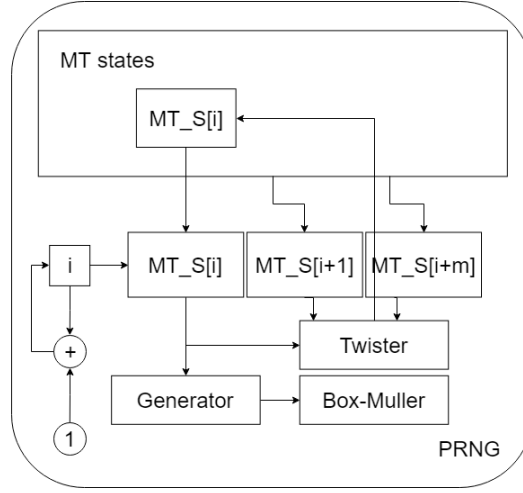 MT states
MT_S[i]
i
MT_S[i]
MT_S[i+1]
MT_S[i+m]
+
Twister
Generator
Box-Muller
1
PRNG